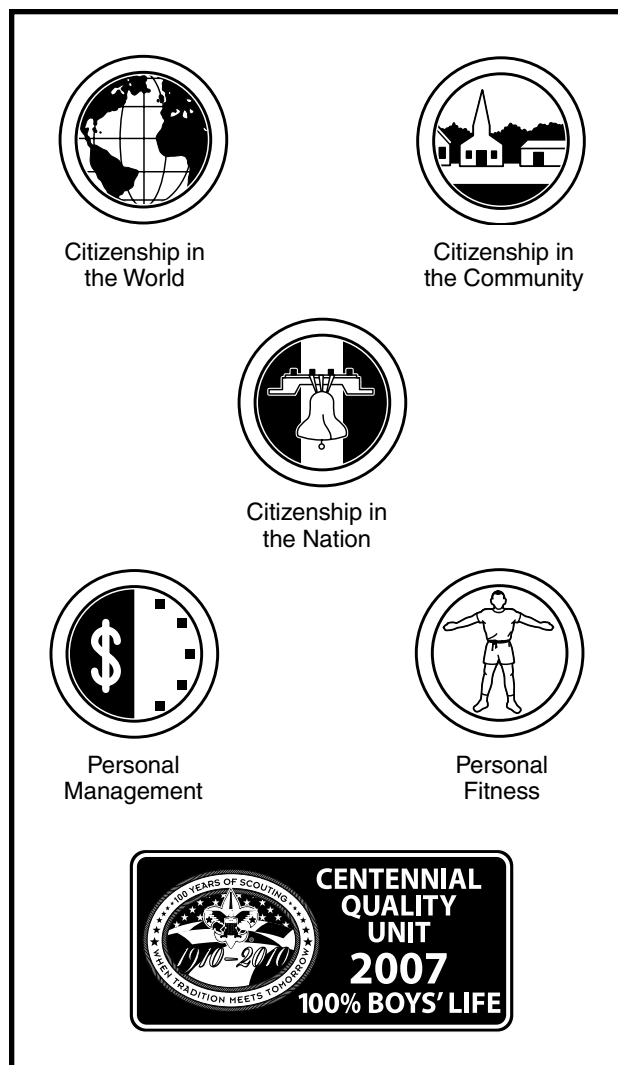 Citizenship in
the World
Citizenship in
the Community
Citizenship in
the Nation
$
Personal
Management
Personal
Fitness
100 YEARS OF SCOUTING
1910–2010
WHEN TRADITION MEETS TOMORROW
CENTENNIAL
QUALITY
UNIT
2007
100% BOYS' LIFE